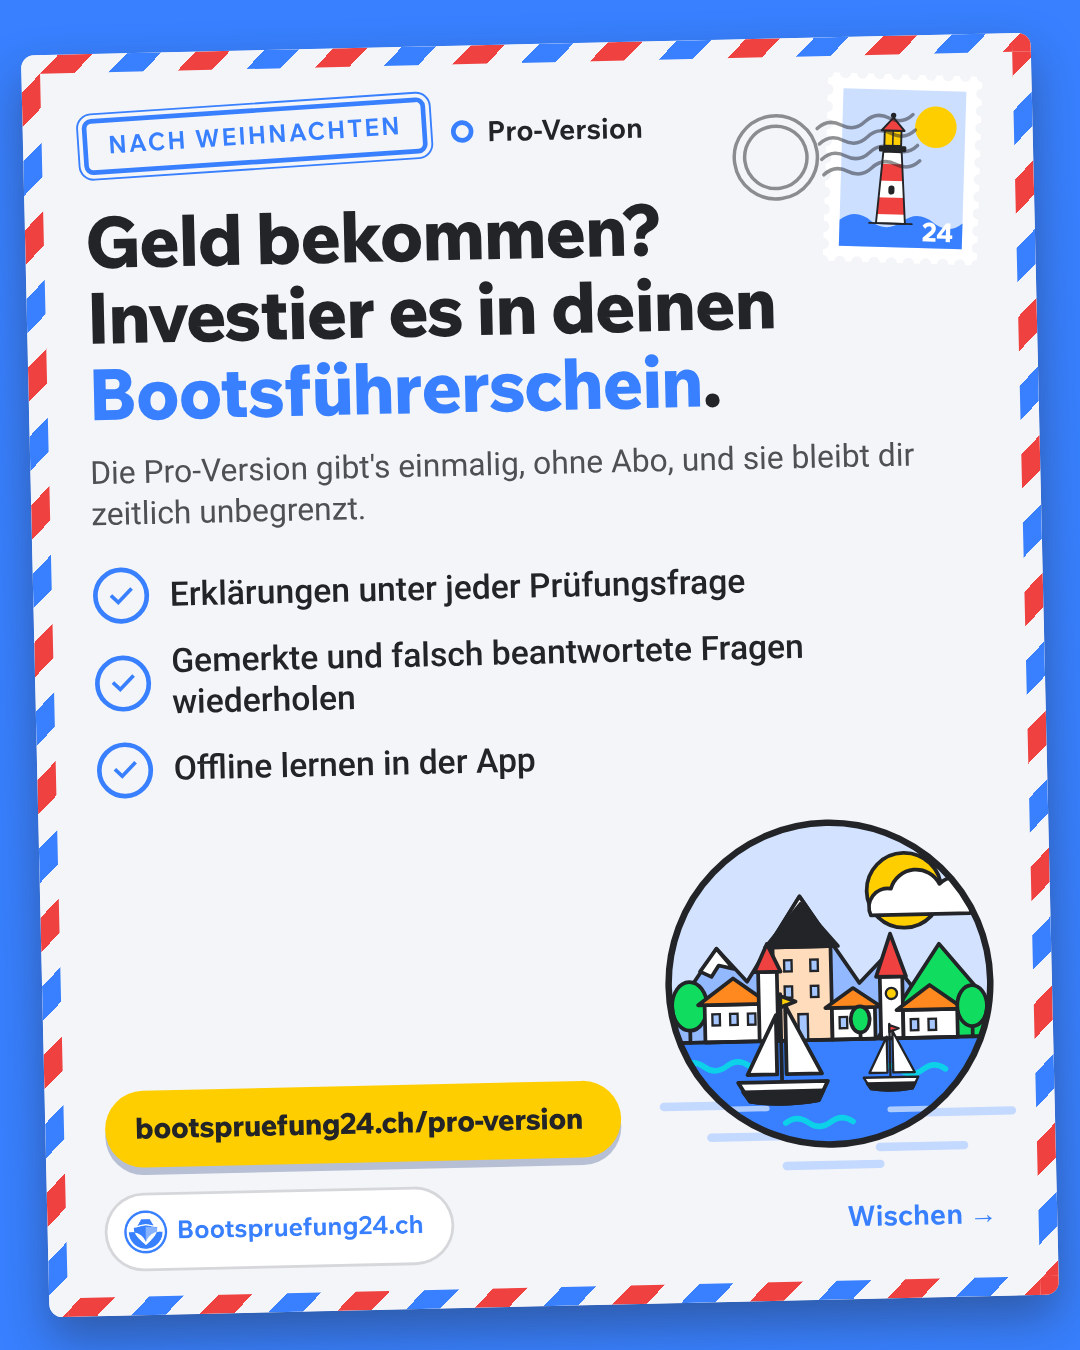 NACH WEIHNACHTEN
Pro-Version
24
Geld bekommen?
Investier es in deinen
Bootsführerschein.
Die Pro-Version gibt's einmalig, ohne Abo, und sie bleibt dir
zeitlich unbegrenzt.
Erklärungen unter jeder Prüfungsfrage
Gemerkte und falsch beantwortete Fragen
wiederholen
Offline lernen in der App
bootspruefung24.ch/pro-version
Bootspruefung24.ch
Wischen →